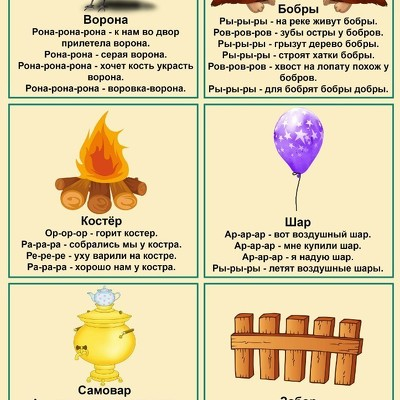 Ворона
Рона-рона-рона - к нам во двор
прилетела ворона.
Рона-рона - серая ворона.
Рона-рона-рона - хочет кость украсть
ворона.
Рона-рона-рона - воровка-ворона.
Бобры
Ры-ры-ры - на реке живут бобры.
Ров-ров-ров - зубы остры у бобров.
Ры-ры-ры - грызут дерево бобры.
Ры-ры-ры - строят хатки бобры.
Ров-ров-ров - хвост на лопату похож у
бобров.
Ры-ры-ры - для бобрят бобры добры.
Костёр
Ор-ор-ор - горит костер.
Ра-ра-ра - собрались мы у костра.
Ре-ре-ре - уху варили на костре.
Ра-ра-ра - хорошо нам у костра.
Шар
Ар-ар-ар - вот воздушный шар.
Ар-ар-ар - мне купили шар.
Ар-ар-ар - я надую шар.
Ры-ры-ры - летят воздушные шары.
Самовар